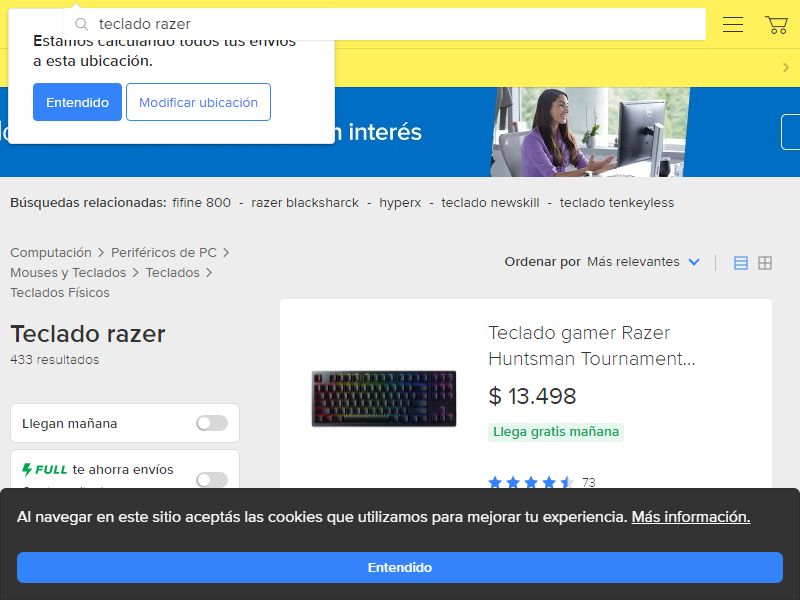 teclado razer
Estamos calculando todos tus envíos
a esta ubicación.
Entendido
Modificar ubicación
interés
Búsquedas relacionadas: fifine 800 - razer blacksharck - hyperx - teclado newskill - teclado tenkeyless
Computación > Periféricos de PC >
Mouses y Teclados > Teclados >
Teclados Físicos
Ordenar por Más relevantes
Teclado razer
433 resultados
Teclado gamer Razer
Huntsman Tournament...
$ 13.498
Llega gratis mañana
73
Llegan mañana
FULL te ahorra envíos
Al navegar en este sitio aceptás las cookies que utilizamos para mejorar tu experiencia. Más información.
Entendido